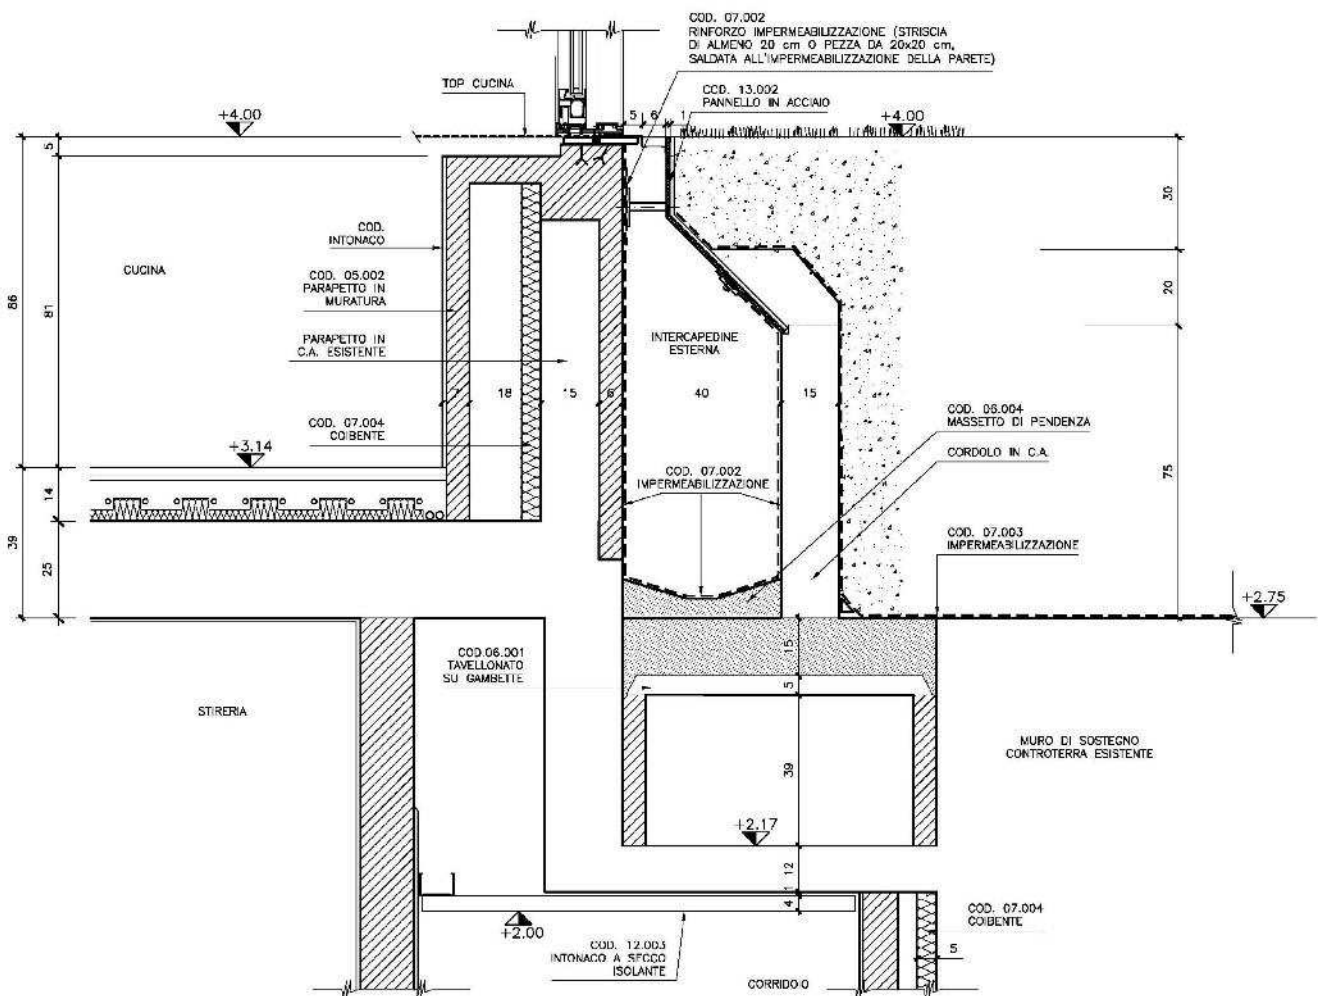 COD. 07.002
RINFORZO IMPERMEABILIZZAZIONE (STRISCIA
DI ALMENO 20 cm O PEZZA DA 20x20 cm,
SALDATA ALL'IMPERMEABILIZZAZIONE DELLA PARETE)
TOP CUCINA
COD. 13.002
PANNELLO IN ACCIAIO
+4.00
5 6 1
+4.00
5
30
COD.
INTONACO
CUCINA
COD. 05.002
PARAPETTO IN
MURATURA
86
81
20
PARAPETTO IN
C.A. ESISTENTE
INTERCAPEDINE
ESTERNA
7 18 15 6 40 15
COD. 06.004
MASSETTO DI PENDENZA
COD. 07.004
COIBENTE
+3.14
CORDOLO IN C.A.
COD. 07.002
IMPERMEABILIZZAZIONE
75
14
COD. 07.003
IMPERMEABILIZZAZIONE
39
25
+2.75
COD.06.001
TAVELLONATO
SU GAMBETTE
15
5
STIRERIA
MURO DI SOSTEGNO
CONTROTERRA ESISTENTE
39
+2.17
12
1
4
+2.00
COD. 07.004
COIBENTE
COD. 12.003
INTONACO A SECCO
ISOLANTE
5
CORRIDOIO